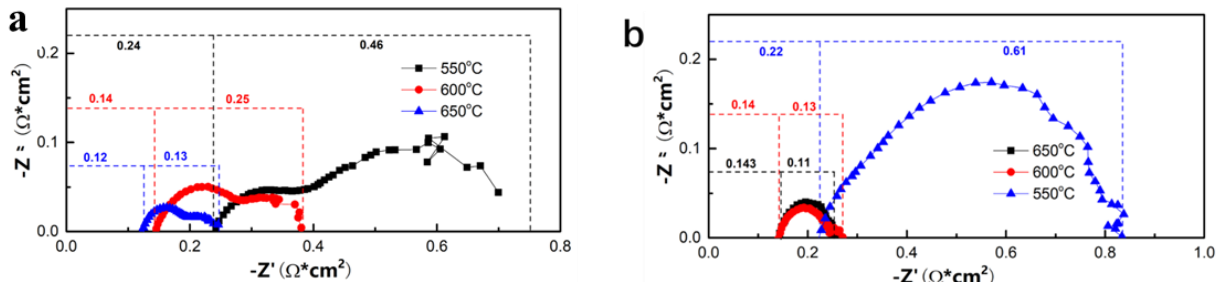 a
0.24 0.46
0.14 0.25
0.12 0.13
550°C
600°C
650°C
-Z" (Ω*cm²)
0.2
0.1
0.0
0.0 0.2 0.4 0.6 0.8
-Z' (Ω*cm²)
b
0.22 0.61
0.14 0.13
0.143 0.11
650°C
600°C
550°C
-Z" (Ω*cm²)
0.2
0.1
0.0
0.0 0.2 0.4 0.6 0.8 1.0
-Z' (Ω*cm²)